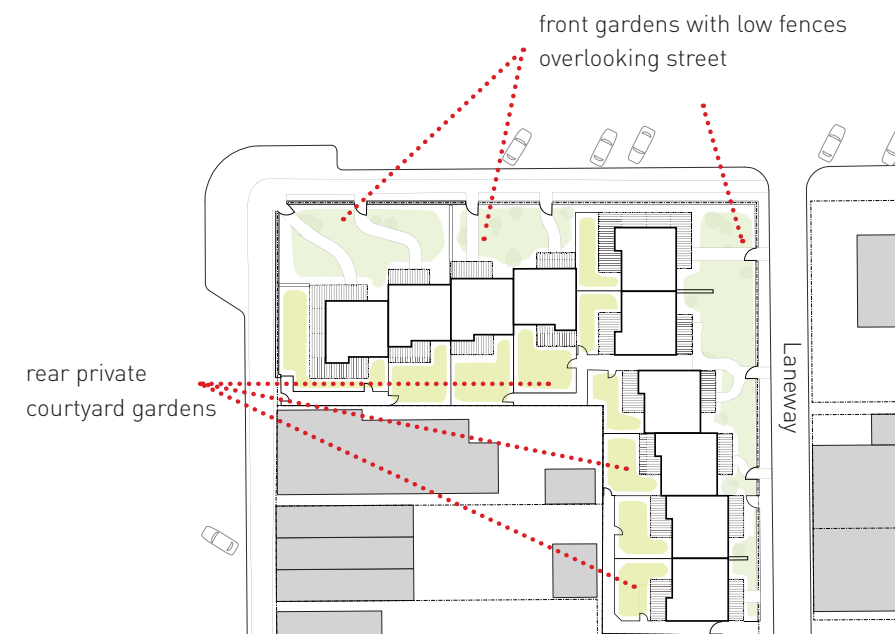 front gardens with low fences
overlooking street
rear private
courtyard gardens
Laneway